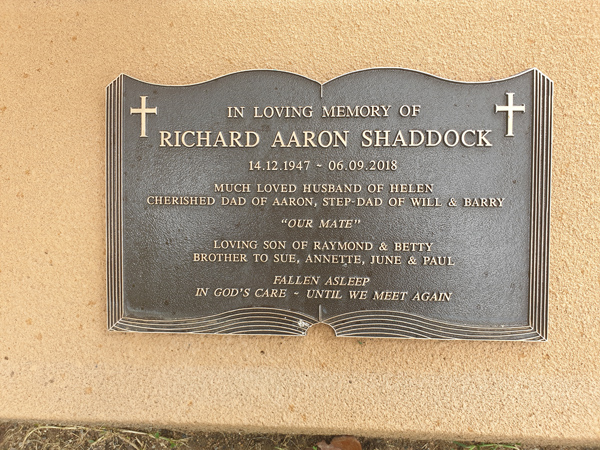 IN LOVING MEMORY OF
RICHARD AARON SHADDOCK
14.12.1947 ~ 06.09.2018
MUCH LOVED HUSBAND OF HELEN
CHERISHED DAD OF AARON, STEP-DAD OF WILL & BARRY
"OUR MATE"
LOVING SON OF RAYMOND & BETTY
BROTHER TO SUE, ANNETTE, JUNE & PAUL
FALLEN ASLEEP
IN GOD'S CARE ~ UNTIL WE MEET AGAIN